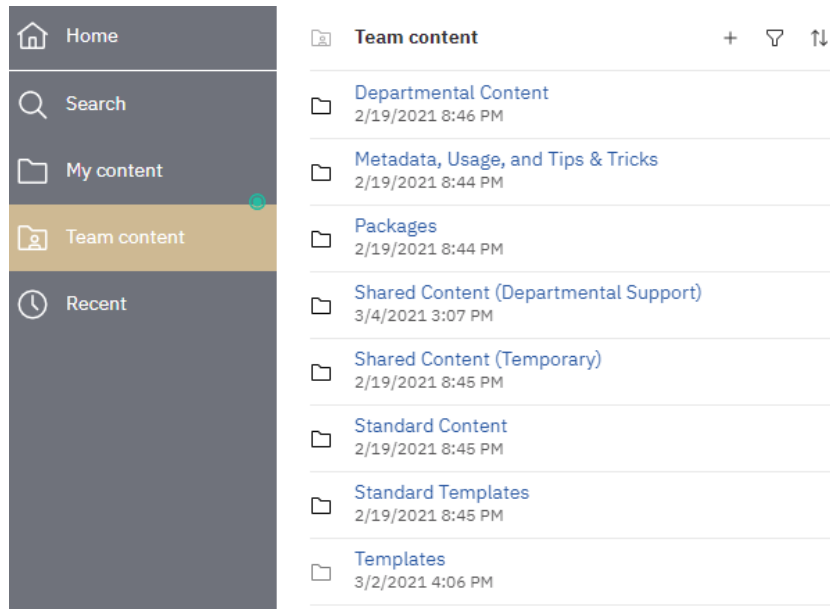 Home
Search
My content
Team content
Recent
Team content
Departmental Content
2/19/2021 8:46 PM
Metadata, Usage, and Tips & Tricks
2/19/2021 8:44 PM
Packages
2/19/2021 8:44 PM
Shared Content (Departmental Support)
3/4/2021 3:07 PM
Shared Content (Temporary)
2/19/2021 8:45 PM
Standard Content
2/19/2021 8:45 PM
Standard Templates
2/19/2021 8:45 PM
Templates
3/2/2021 4:06 PM